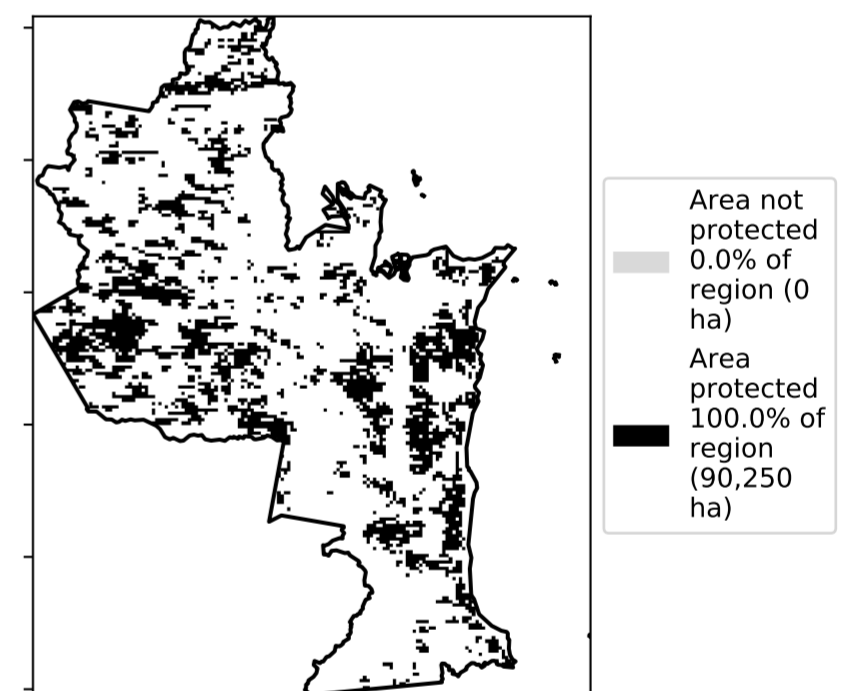 Area not
protected
0.0% of
region (0
ha)
Area
protected
100.0% of
region
(90,250
ha)